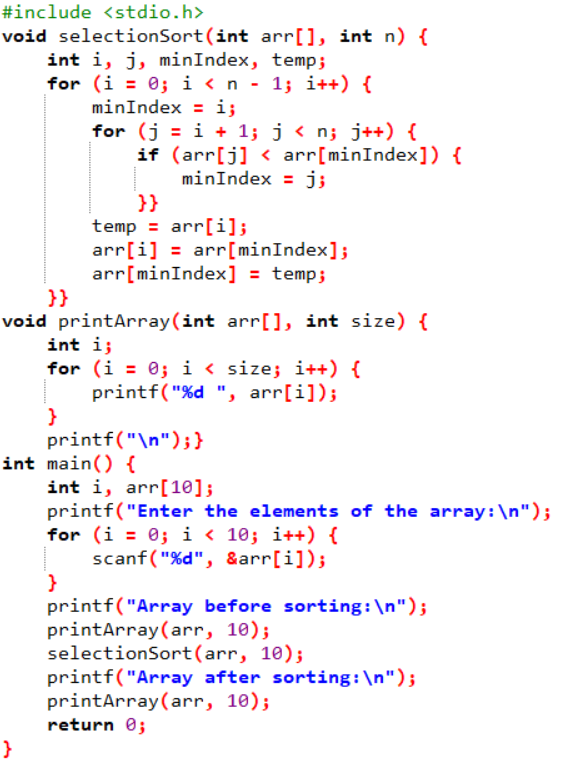 #include <stdio.h>
void selectionSort(int arr[], int n) {
    int i, j, minIndex, temp;
    for (i = 0; i < n - 1; i++) {
        minIndex = i;
        for (j = i + 1; j < n; j++) {
            if (arr[j] < arr[minIndex]) {
                minIndex = j;
            }}
        temp = arr[i];
        arr[i] = arr[minIndex];
        arr[minIndex] = temp;
    }}
void printArray(int arr[], int size) {
    int i;
    for (i = 0; i < size; i++) {
        printf("%d ", arr[i]);
    }
    printf("\n");}
int main() {
    int i, arr[10];
    printf("Enter the elements of the array:\n");
    for (i = 0; i < 10; i++) {
        scanf("%d", &arr[i]);
    }
    printf("Array before sorting:\n");
    printArray(arr, 10);
    selectionSort(arr, 10);
    printf("Array after sorting:\n");
    printArray(arr, 10);
    return 0;
}